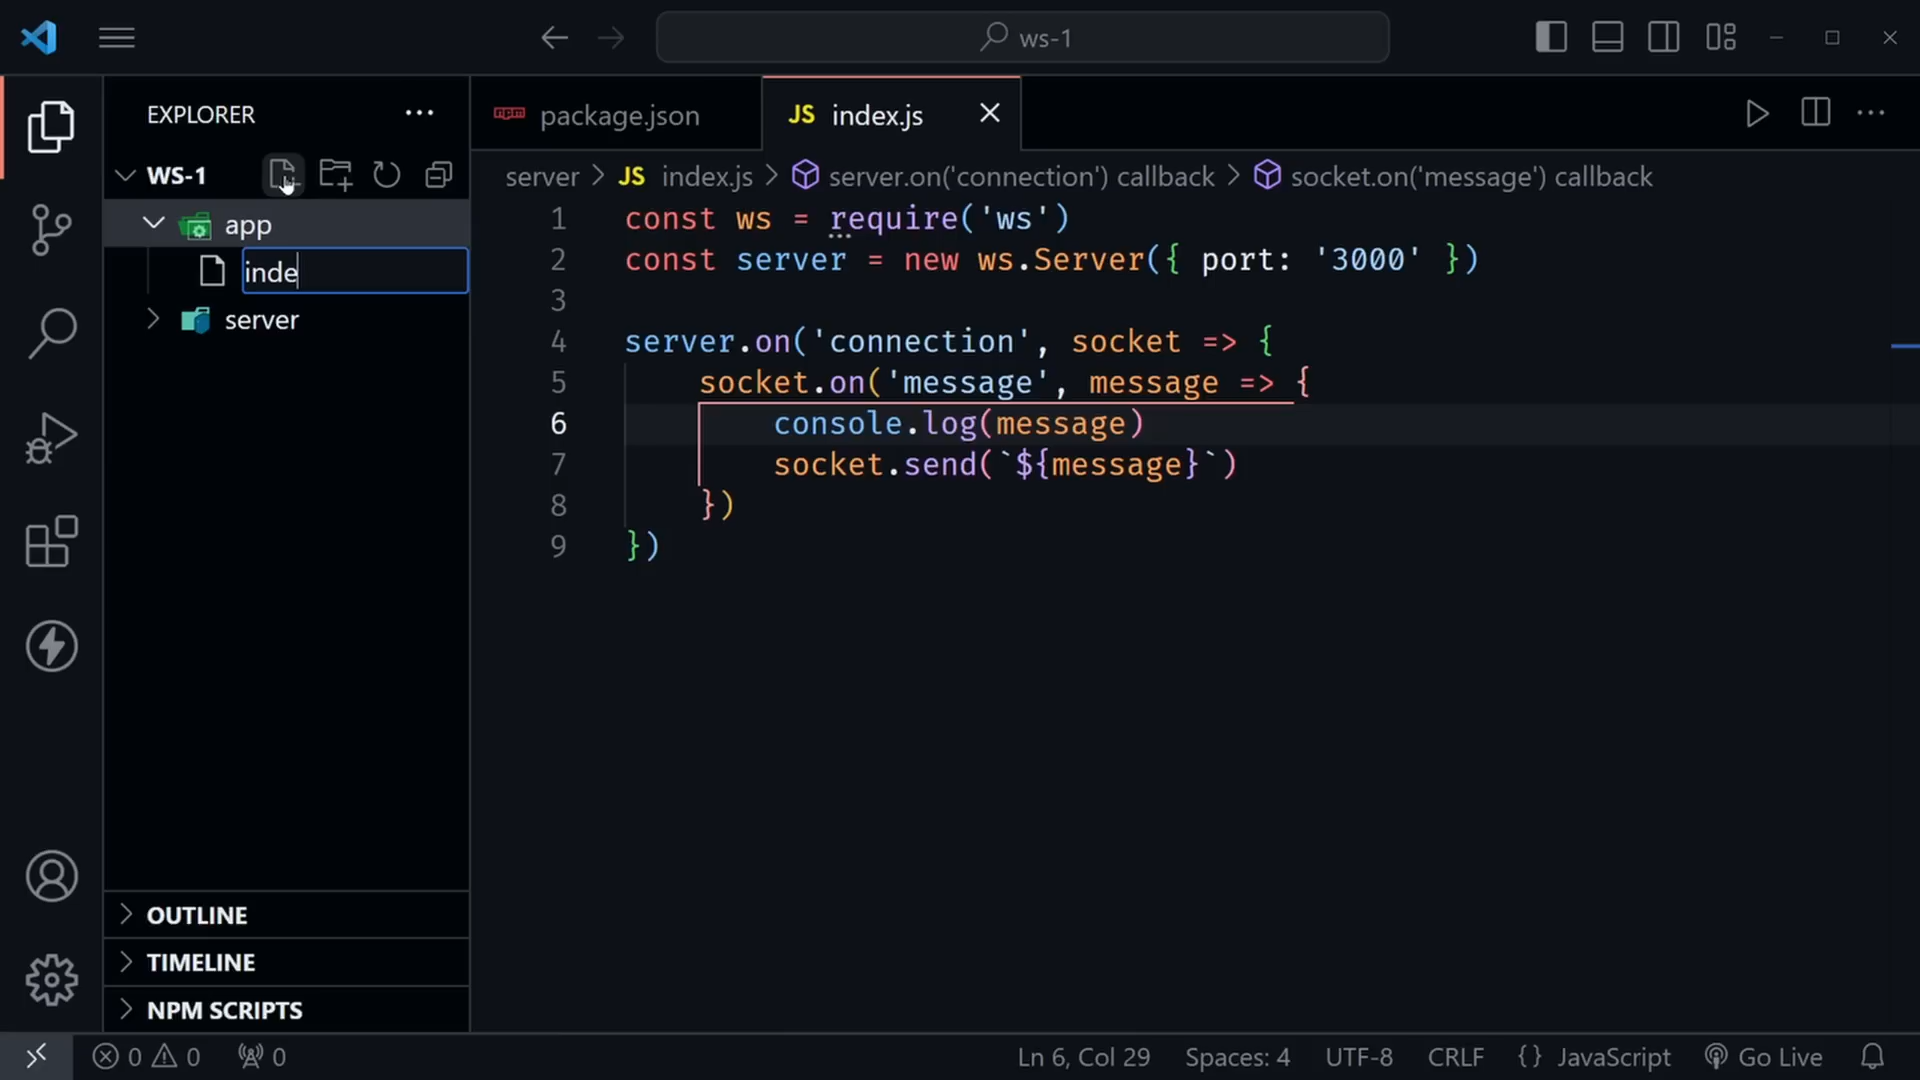 ws-1
EXPLORER
WS-1
app
inde
server
OUTLINE
TIMELINE
NPM SCRIPTS
package.json
JS index.js
server > JS index.js > server.on('connection') callback > socket.on('message') callback
1 const ws = require('ws')
2 const server = new ws.Server({ port: '3000' })
3
4 server.on('connection', socket => {
5 socket.on('message', message => {
6 console.log(message)
7 socket.send(`${message}`)
8 })
9 })
0 0 0
Ln 6, Col 29 Spaces: 4 UTF-8 CRLF {} JavaScript Go Live